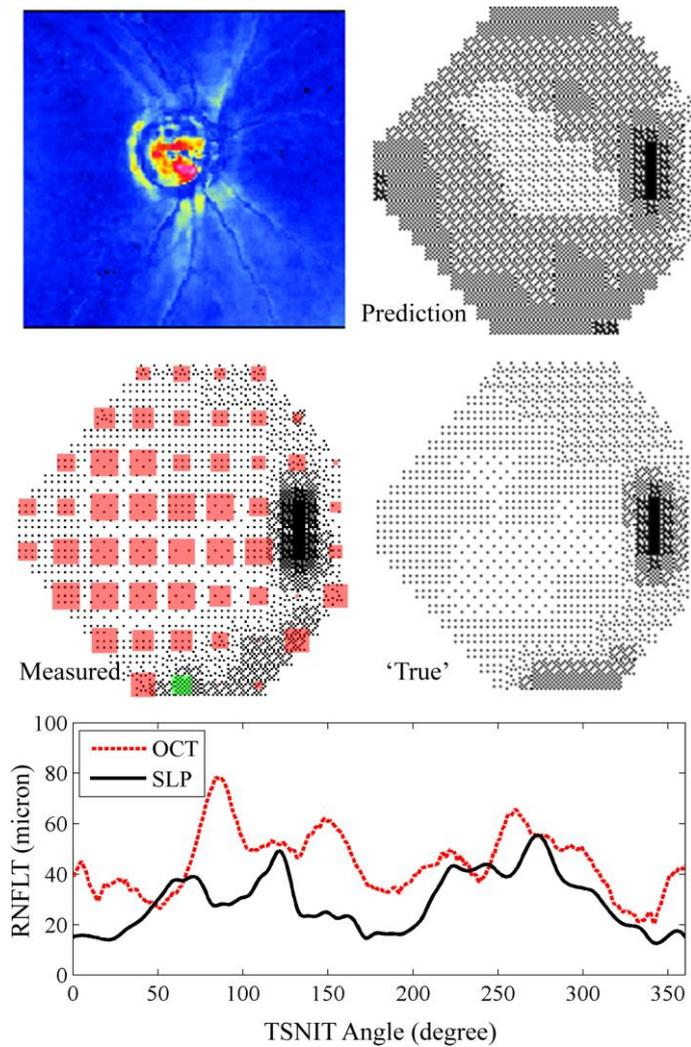 Prediction
Measured
‘True’
100
80
60
40
20
0
RNFLT (micron)
OCT
SLP
0
50
100
150
200
250
300
350
TSNIT Angle (degree)